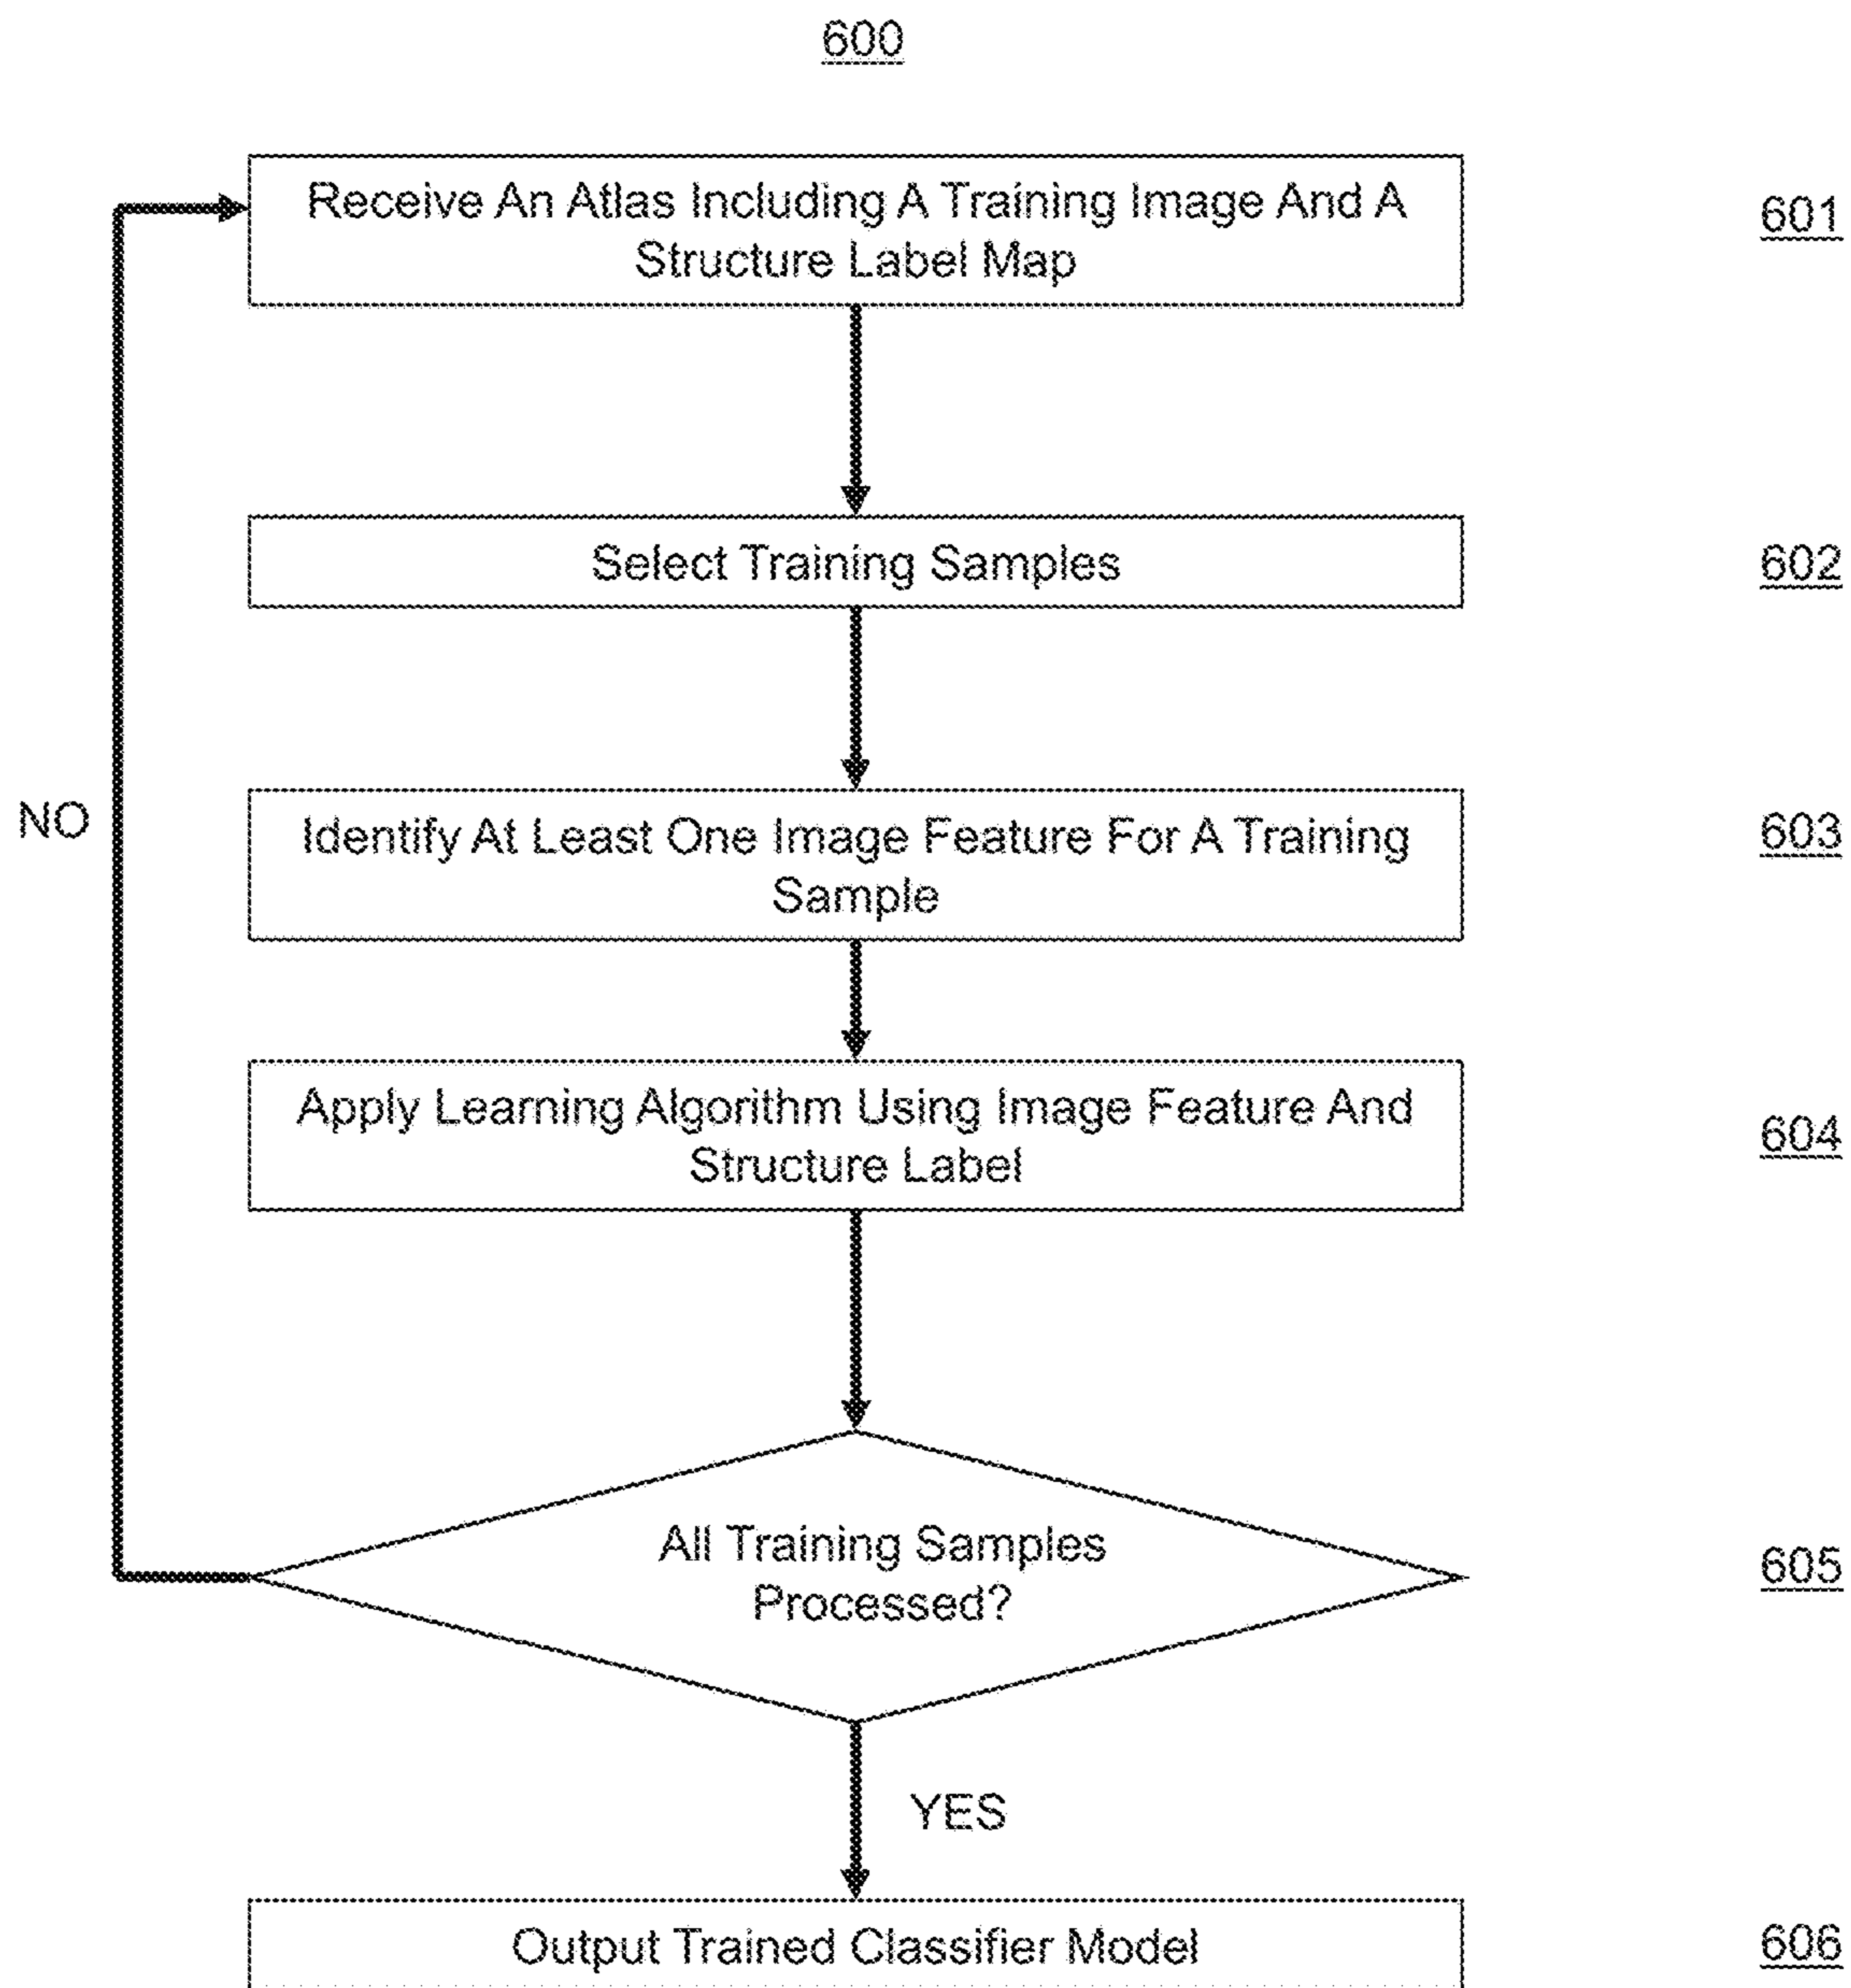 600
Receive An Atlas Including A Training Image And A
Structure Label Map
601
Select Training Samples
602
NO
Identify At Least One Image Feature For A Training
Sample
603
Apply Learning Algorithm Using Image Feature And
Structure Label
604
All Training Samples
Processed?
605
YES
Output Trained Classifier Model
606